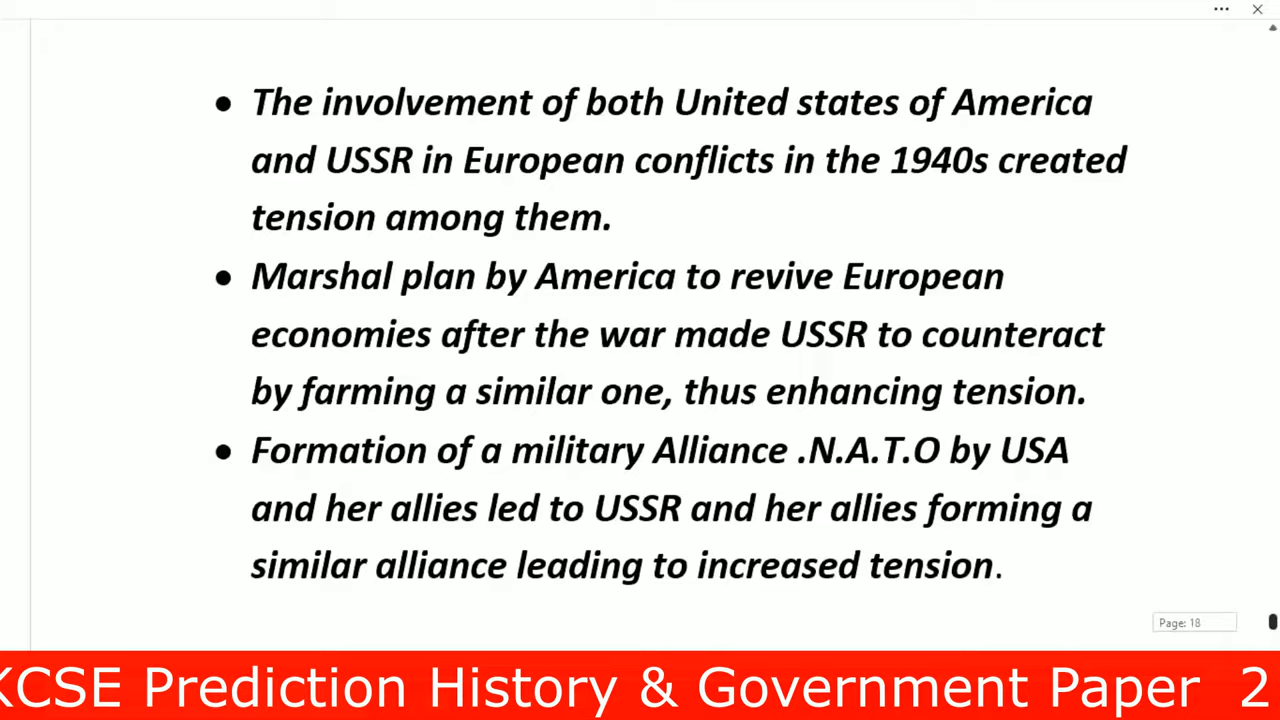 • The involvement of both United states of America
and USSR in European conflicts in the 1940s created
tension among them.
• Marshal plan by America to revive European
economies after the war made USSR to counteract
by farming a similar one, thus enhancing tension.
• Formation of a military Alliance .N.A.T.O by USA
and her allies led to USSR and her allies forming a
similar alliance leading to increased tension.
Page: 18
KCSE Prediction History & Government Paper 2